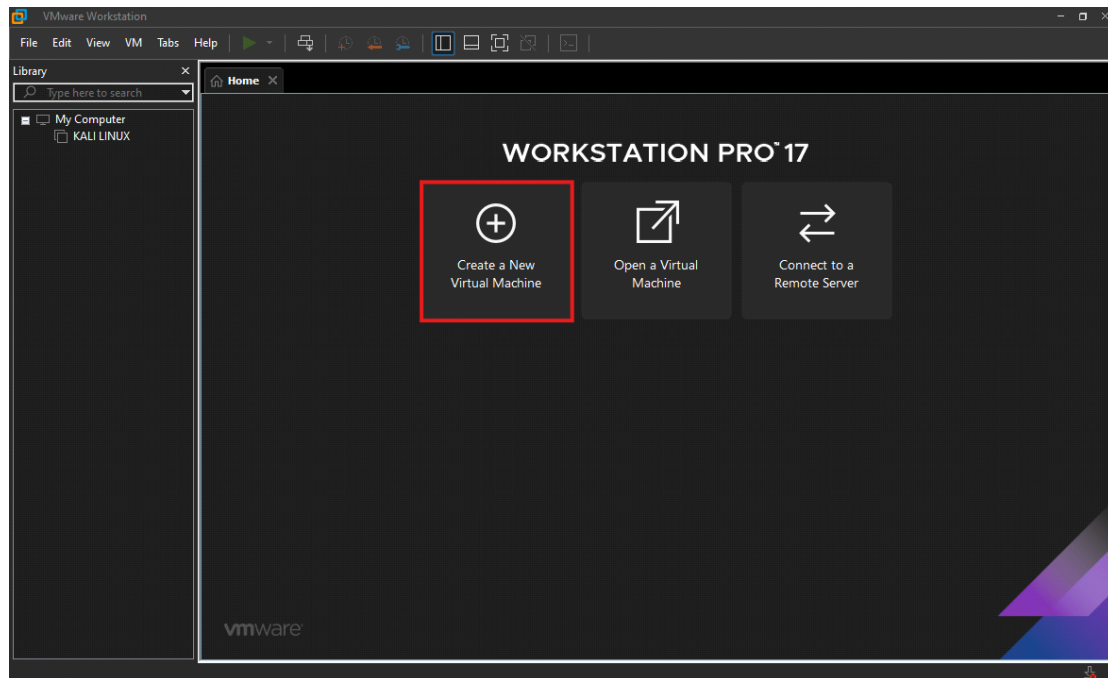 VMware Workstation
File Edit View VM Tabs Help
Library
Home
Type here to search
My Computer
KALI LINUX
WORKSTATION PRO™ 17
Create a New
Virtual Machine
Open a Virtual
Machine
Connect to a
Remote Server
vmware